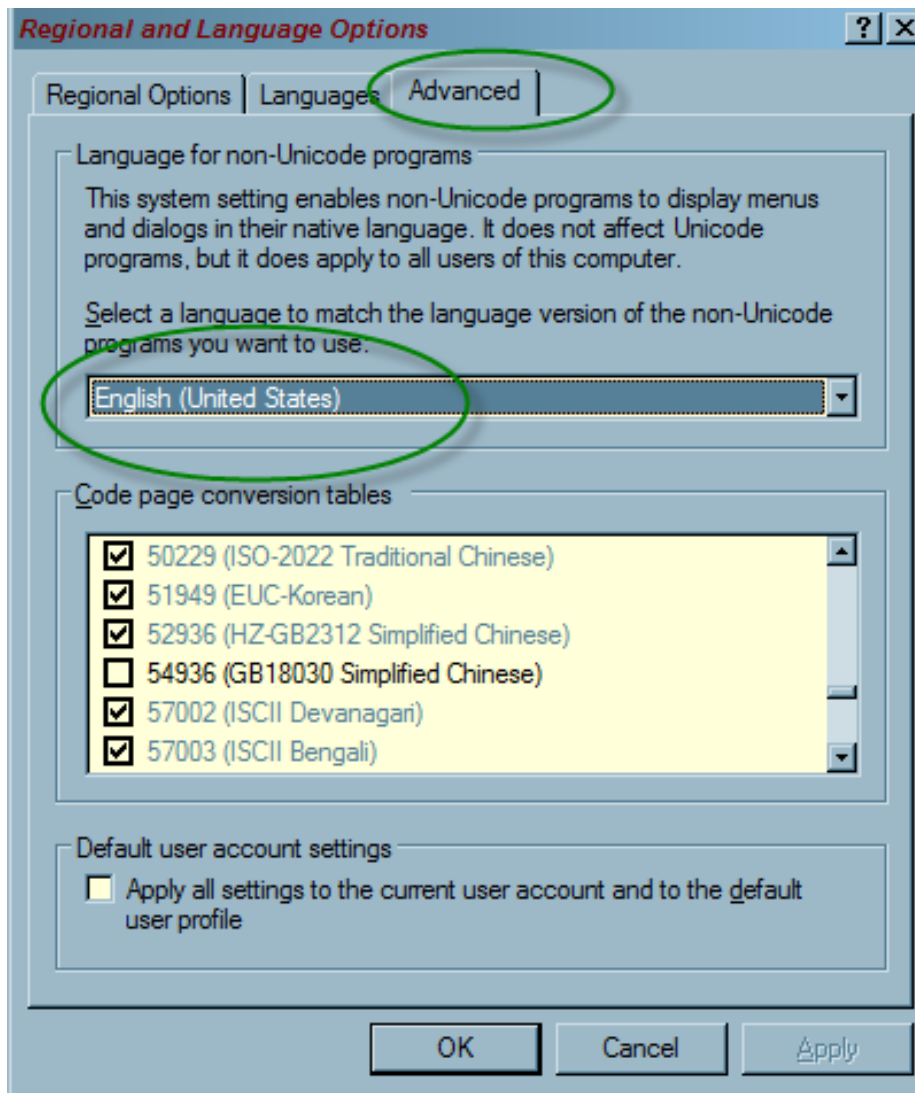 Regional and Language Options
Regional Options Languages Advanced
Language for non-Unicode programs
This system setting enables non-Unicode programs to display menus
and dialogs in their native language. It does not affect Unicode
programs, but it does apply to all users of this computer.
Select a language to match the language version of the non-Unicode
programs you want to use:
English (United States)
Code page conversion tables
50229 (ISO-2022 Traditional Chinese)
51949 (EUC-Korean)
52936 (HZ-GB2312 Simplified Chinese)
54936 (GB18030 Simplified Chinese)
57002 (ISCII Devanagari)
57003 (ISCII Bengali)
Default user account settings
Apply all settings to the current user account and to the default
user profile
OK Cancel Apply